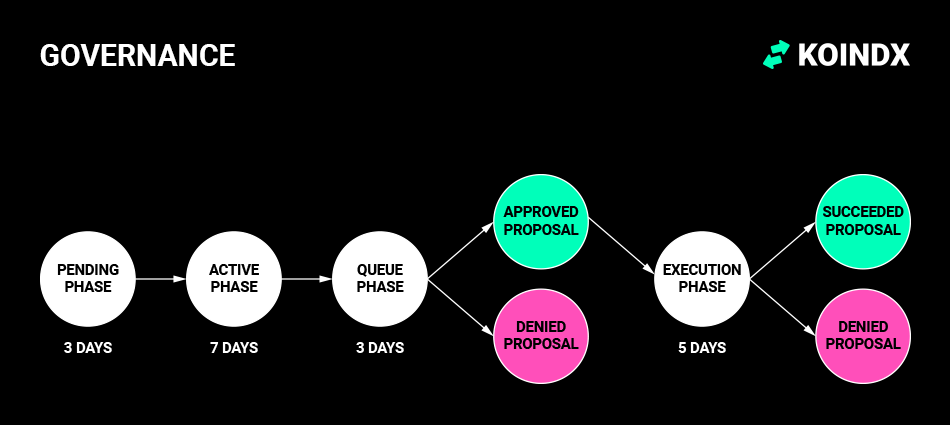 GOVERNANCE
KOINDX
PENDING
PHASE
3 DAYS
ACTIVE
PHASE
7 DAYS
QUEUE
PHASE
3 DAYS
APPROVED
PROPOSAL
DENIED
PROPOSAL
EXECUTION
PHASE
5 DAYS
SUCCEEDED
PROPOSAL
DENIED
PROPOSAL